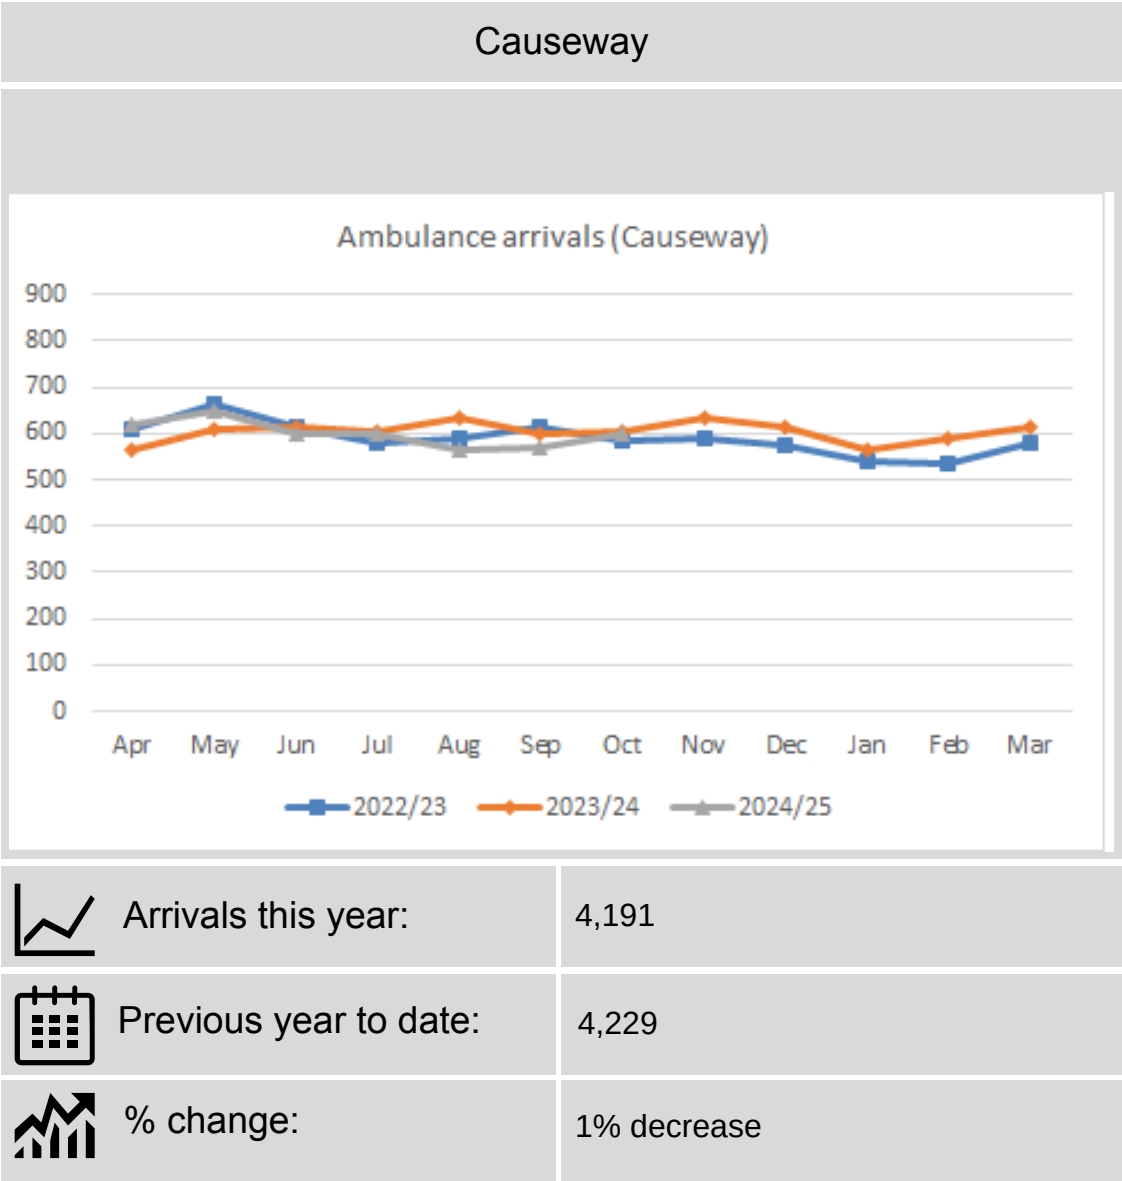 Causeway
Ambulance arrivals (Causeway)
900
800
700
600
500
400
300
200
100
0
Apr May Jun Jul Aug Sep Oct Nov Dec Jan Feb Mar
2022/23 2023/24 2024/25
Arrivals this year: 4,191
Previous year to date: 4,229
% change: 1% decrease